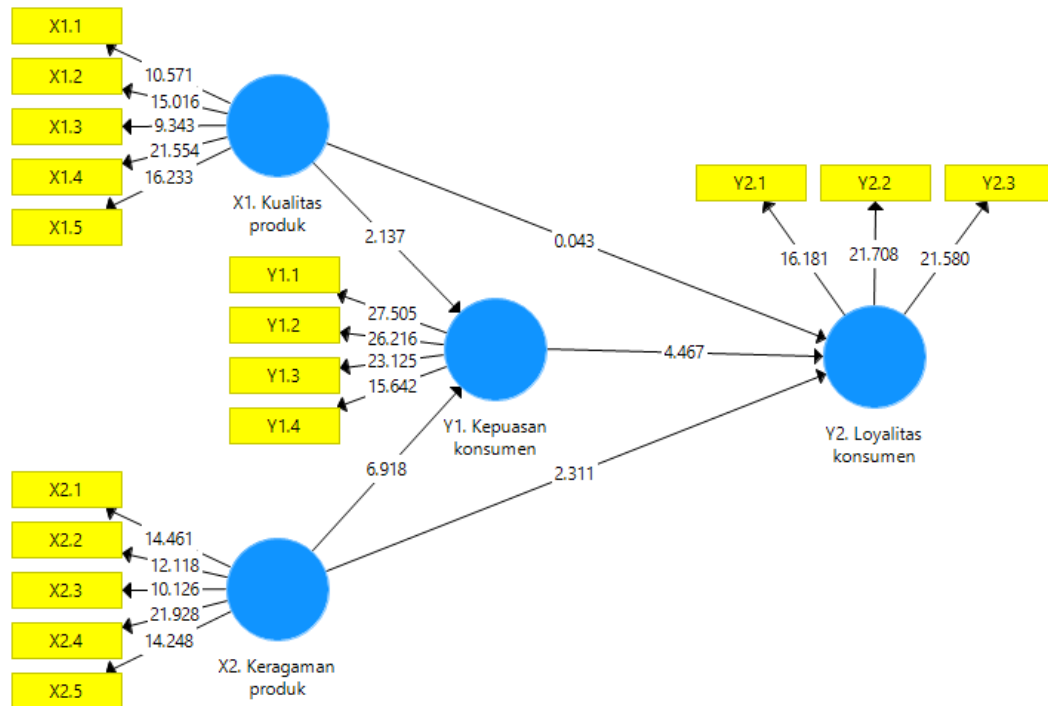 X1.1
X1.2
X1.3
X1.4
X1.5
10.571
15.016
9.343
21.554
16.233
X1. Kualitas
produk
2.137
0.043
Y2.1
Y2.2
Y2.3
16.181
21.708
21.580
Y1.1
Y1.2
Y1.3
Y1.4
27.505
26.216
23.125
15.642
Y1. Kepuasan
konsumen
4.467
Y2. Loyalitas
konsumen
6.918
2.311
X2.1
X2.2
X2.3
X2.4
X2.5
14.461
12.118
10.126
21.928
14.248
X2. Keragaman
produk